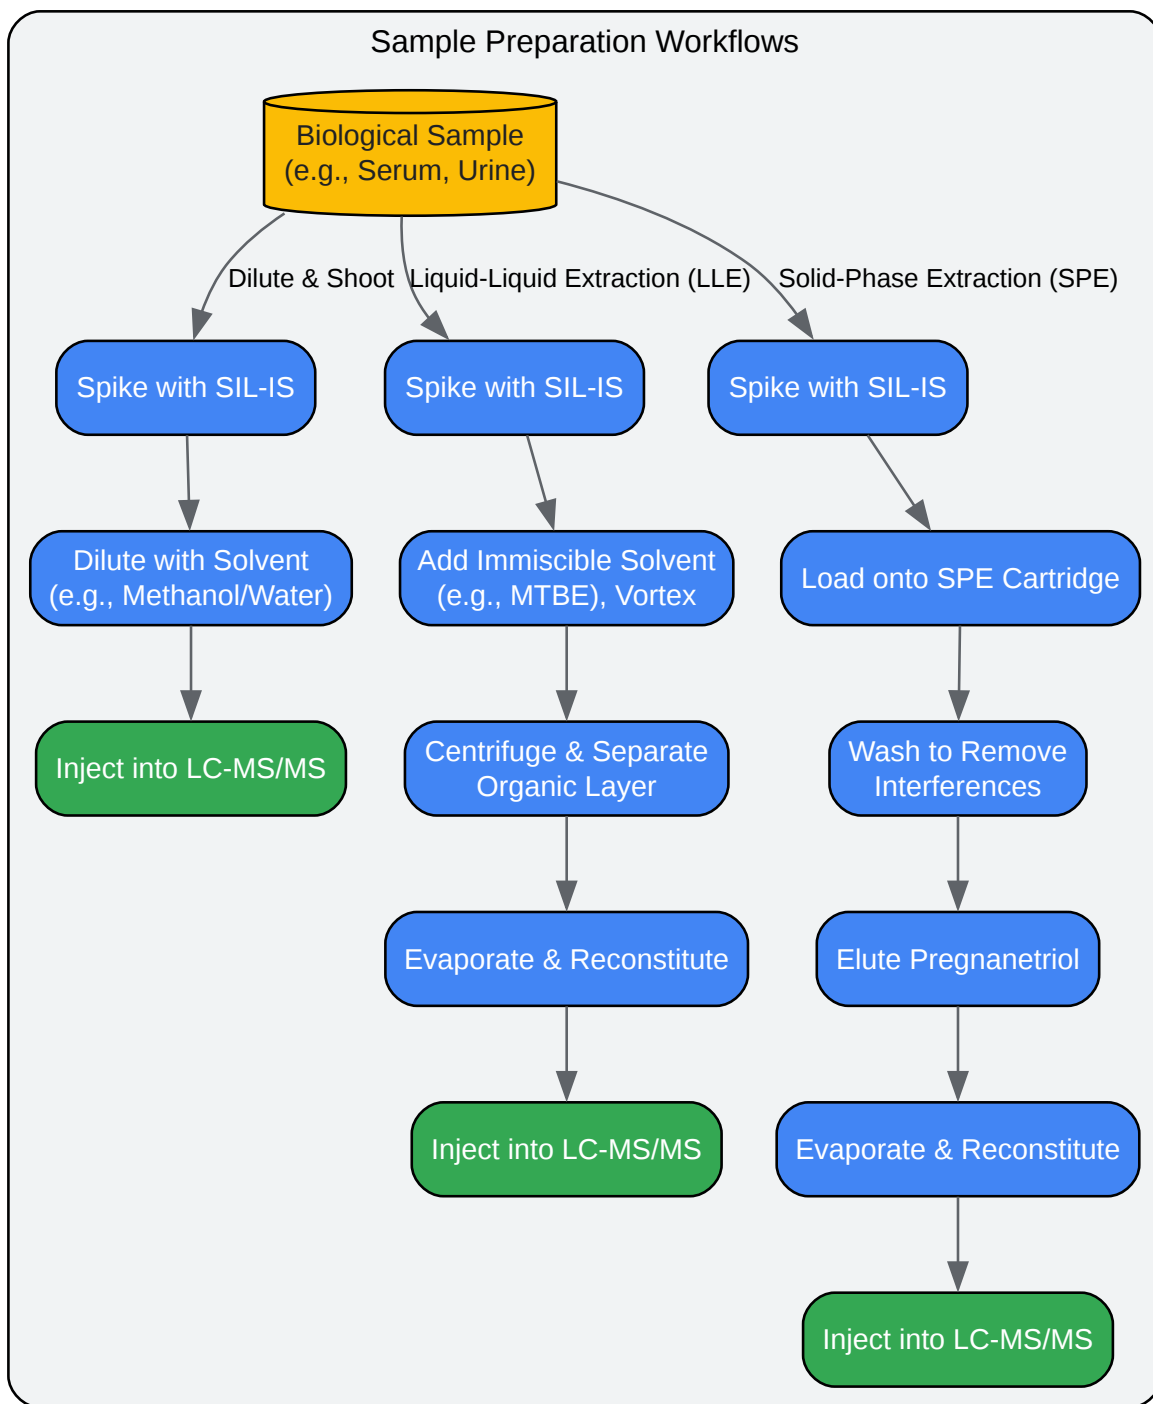 Sample Preparation Workflows
Biological Sample
(e.g., Serum, Urine)
Dilute & Shoot
Liquid-Liquid Extraction (LLE)
Solid-Phase Extraction (SPE)
Spike with SIL-IS
Spike with SIL-IS
Spike with SIL-IS
Dilute with Solvent
(e.g., Methanol/Water)
Add Immiscible Solvent
(e.g., MTBE), Vortex
Load onto SPE Cartridge
Inject into LC-MS/MS
Centrifuge & Separate
Organic Layer
Wash to Remove
Interferences
Evaporate & Reconstitute
Elute Pregnanetriol
Inject into LC-MS/MS
Evaporate & Reconstitute
Inject into LC-MS/MS